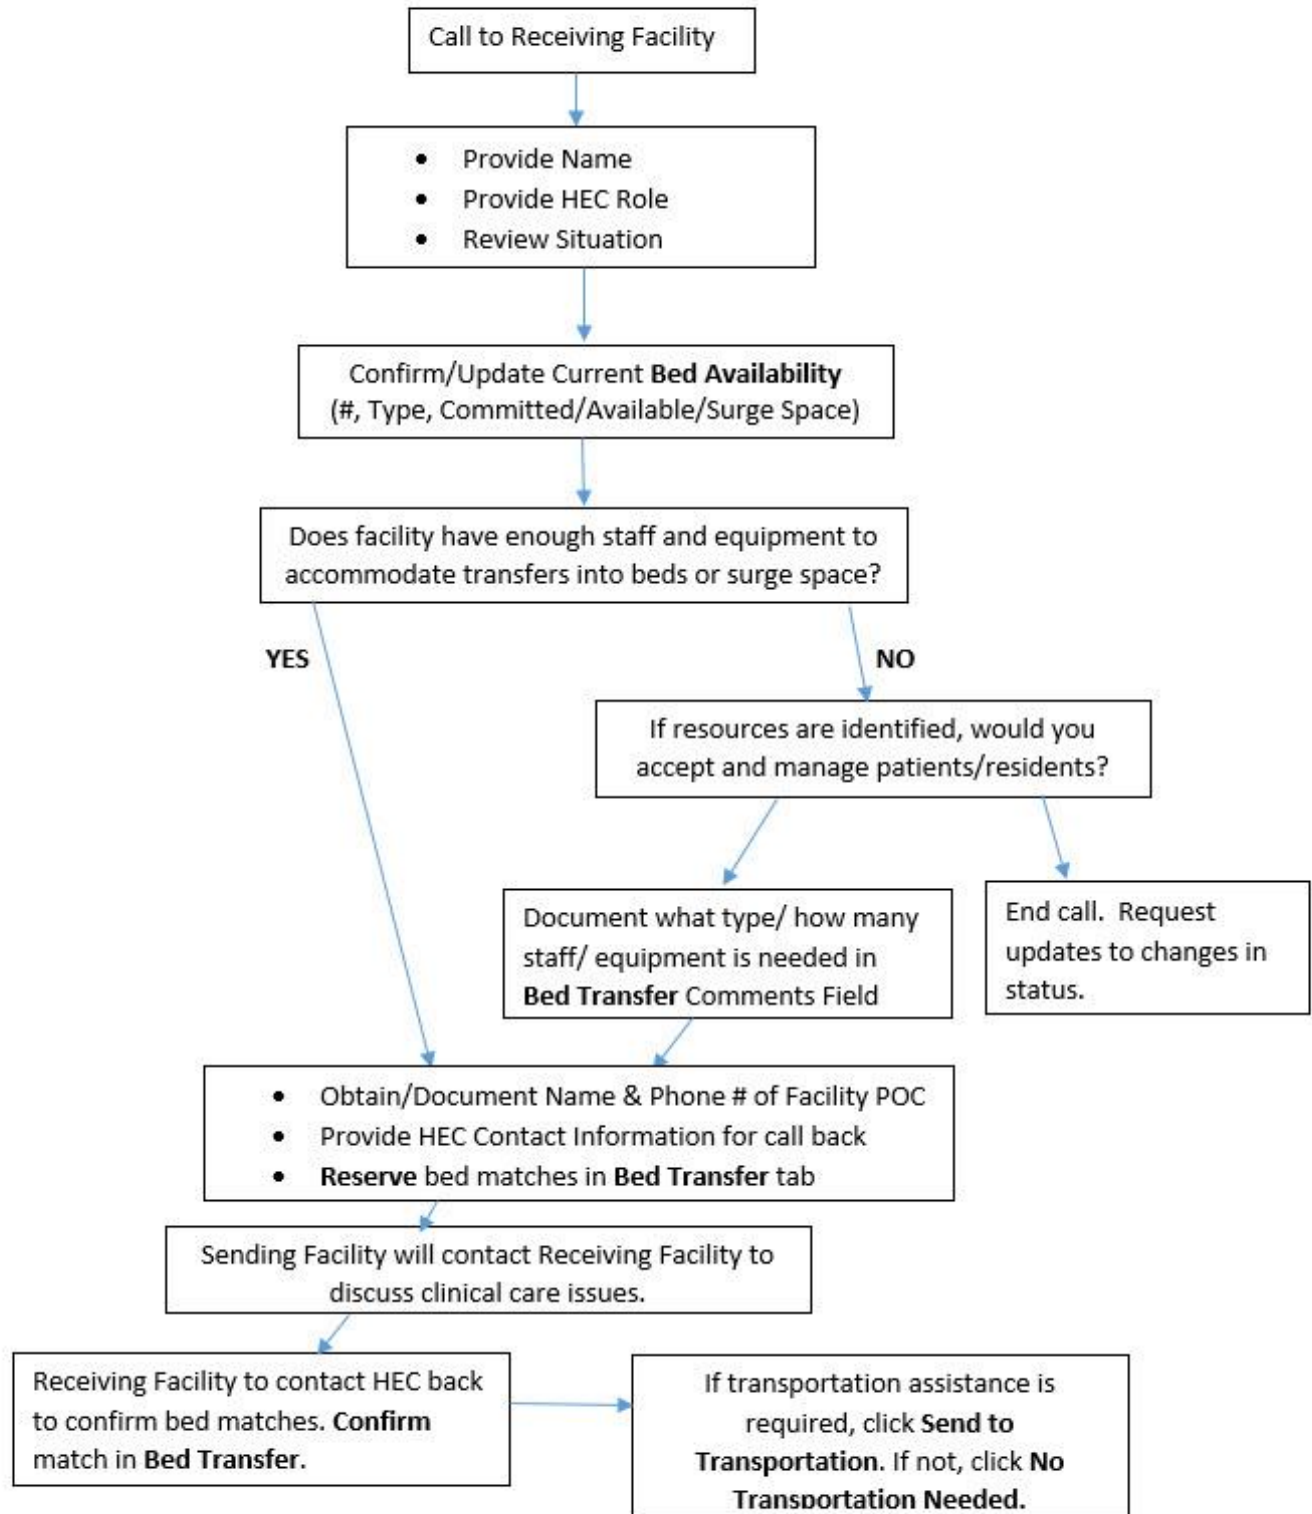 Call to Receiving Facility
• Provide Name
• Provide HEC Role
• Review Situation
Confirm/Update Current Bed Availability
(#, Type, Committed/Available/Surge Space)
Does facility have enough staff and equipment to
accommodate transfers into beds or surge space?
YES
NO
If resources are identified, would you
accept and manage patients/residents?
Document what type/ how many
staff/ equipment is needed in
Bed Transfer Comments Field
End call.  Request
updates to changes in
status.
• Obtain/Document Name & Phone # of Facility POC
• Provide HEC Contact Information for call back
• Reserve bed matches in Bed Transfer tab
Sending Facility will contact Receiving Facility to
discuss clinical care issues.
Receiving Facility to contact HEC back
to confirm bed matches. Confirm
match in Bed Transfer.
If transportation assistance is
required, click Send to
Transportation. If not, click No
Transportation Needed.